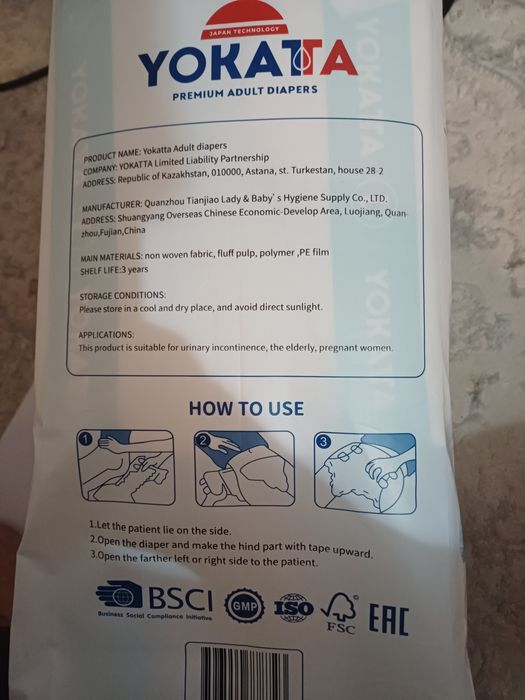 JAPAN TECHNOLOGY
YOKATTA
PREMIUM ADULT DIAPERS
PRODUCT NAME: Yokatta Adult diapers
COMPANY: YOKATTA Limited Liability Partnership
ADDRESS: Republic of Kazakhstan, 010000, Astana, st. Turkestan, house 28-2
MANUFACTURER: Quanzhou Tianjiao Lady & Baby' s Hygiene Supply Co., LTD.
ADDRESS: Shuangyang Overseas Chinese Economic-Develop Area, Luojiang, Quan-
zhou,Fujian,China
MAIN MATERIALS: non woven fabric, fluff pulp, polymer ,PE film
SHELF LIFE:3 years
STORAGE CONDITIONS:
Please store in a cool and dry place, and avoid direct sunlight.
APPLICATIONS:
This product is suitable for urinary incontinence, the elderly, pregnant women.
HOW TO USE
1 2 3
1.Let the patient lie on the side.
2.Open the diaper and make the hind part with tape upward.
3.Open the farther left or right side to the patient.
BSCI GMP ISO FSC EAC
Business Social Compliance Initiative
YOKATTA
YOKATTA